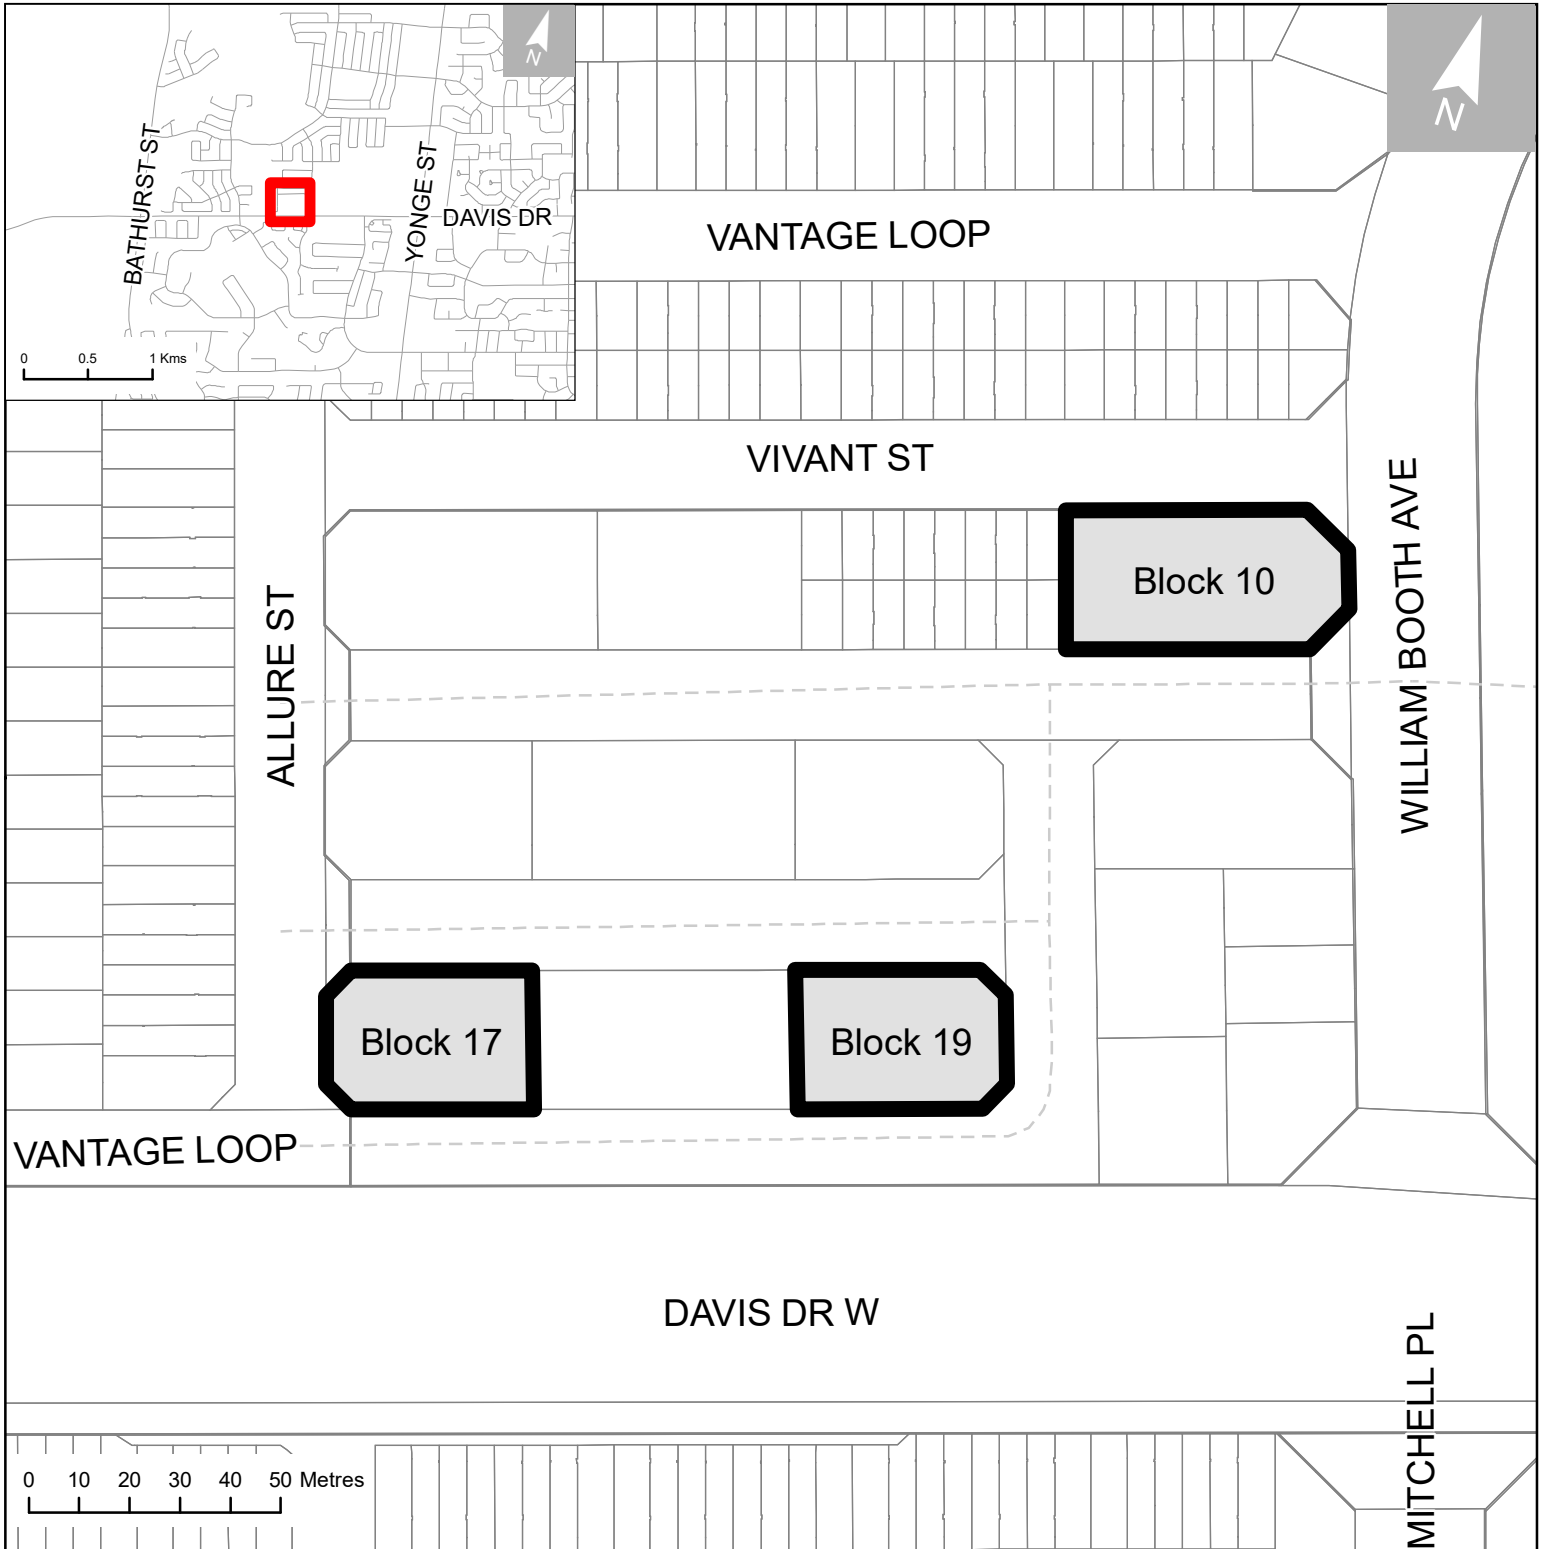 N
BATHURST ST
YONGE ST
DAVIS DR
0 0.5 1 Kms
N
VANTAGE LOOP
VIVANT ST
Block 10
ALLURE ST
WILLIAM BOOTH AVE
Block 17
Block 19
VANTAGE LOOP
DAVIS DR W
MITCHELL PL
0 10 20 30 40 50 Metres